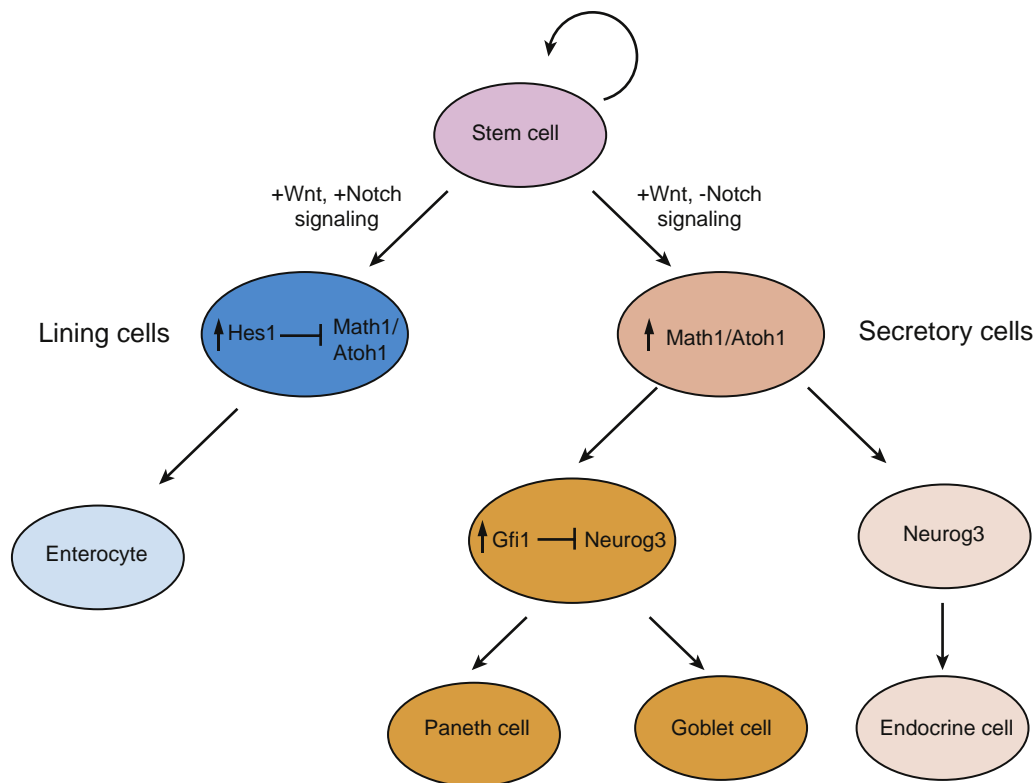 Stem cell
+Wnt, +Notch
signaling
+Wnt, -Notch
signaling
Lining cells
Hes1
Math1/
Atoh1
Math1/Atoh1
Secretory cells
Enterocyte
Gfi1
Neurog3
Neurog3
Paneth cell
Goblet cell
Endocrine cell